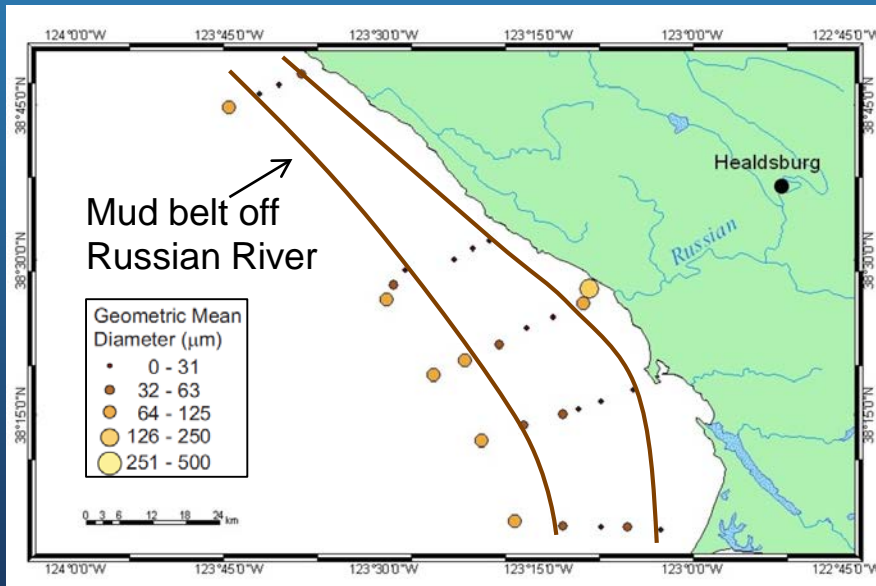 124°0'0"W 123°45'0"W 123°30'0"W 123°15'0"W 123°0'0"W 122°45'0"W
38°45'0"N
38°45'0"N
Healdsburg
Mud belt off
Russian River
Russian
38°30'0"N
38°30'0"N
Geometric Mean
Diameter (µm)
0 - 31
32 - 63
64 - 125
126 - 250
251 - 500
38°15'0"N
38°15'0"N
0 3 6 12 18 24
km
124°0'0"W 123°45'0"W 123°30'0"W 123°15'0"W 123°0'0"W 122°45'0"W